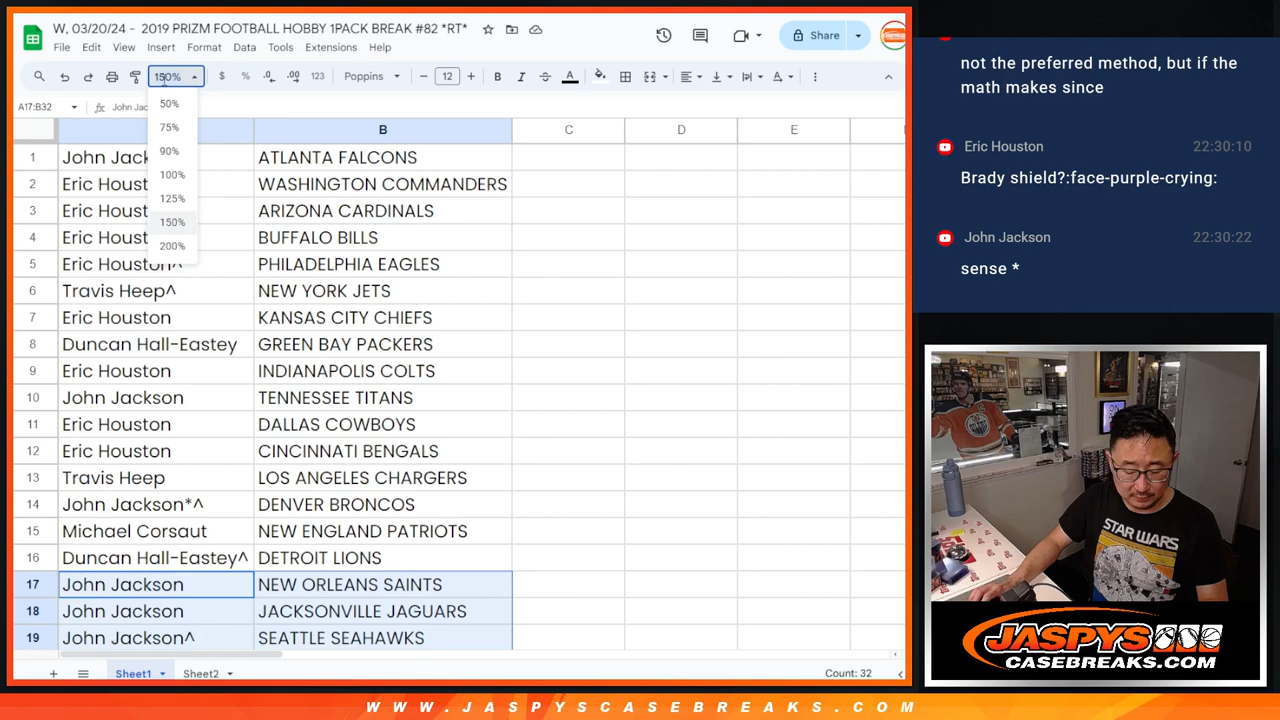 W, 03/20/24 - 2019 PRIZM FOOTBALL HOBBY 1PACK BREAK #82 *RT*
File Edit View Insert Format Data Tools Extensions Help
Share
150% $ % .0 .00 123 Poppins 12
A17:B32 John Jac
50%
75%
90%
100%
125%
150%
200%
B C D E
1 John Jack ATLANTA FALCONS
2 Eric Houst WASHINGTON COMMANDERS
3 Eric Houst ARIZONA CARDINALS
4 Eric Houst BUFFALO BILLS
5 Eric Houston^ PHILADELPHIA EAGLES
6 Travis Heep^ NEW YORK JETS
7 Eric Houston KANSAS CITY CHIEFS
8 Duncan Hall-Eastey GREEN BAY PACKERS
9 Eric Houston INDIANAPOLIS COLTS
10 John Jackson TENNESSEE TITANS
11 Eric Houston DALLAS COWBOYS
12 Eric Houston CINCINNATI BENGALS
13 Travis Heep LOS ANGELES CHARGERS
14 John Jackson*^ DENVER BRONCOS
15 Michael Corsaut NEW ENGLAND PATRIOTS
16 Duncan Hall-Eastey^ DETROIT LIONS
17 John Jackson NEW ORLEANS SAINTS
18 John Jackson JACKSONVILLE JAGUARS
19 John Jackson^ SEATTLE SEAHAWKS
Sheet1 Sheet2 Count: 32
not the preferred method, but if the
math makes since
Eric Houston 22:30:10
Brady shield?:face-purple-crying:
John Jackson 22:30:22
sense *
STAR WARS
JASPYS
CASEBREAKS.COM
WWW.JASPYSCASEBREAKS.COM